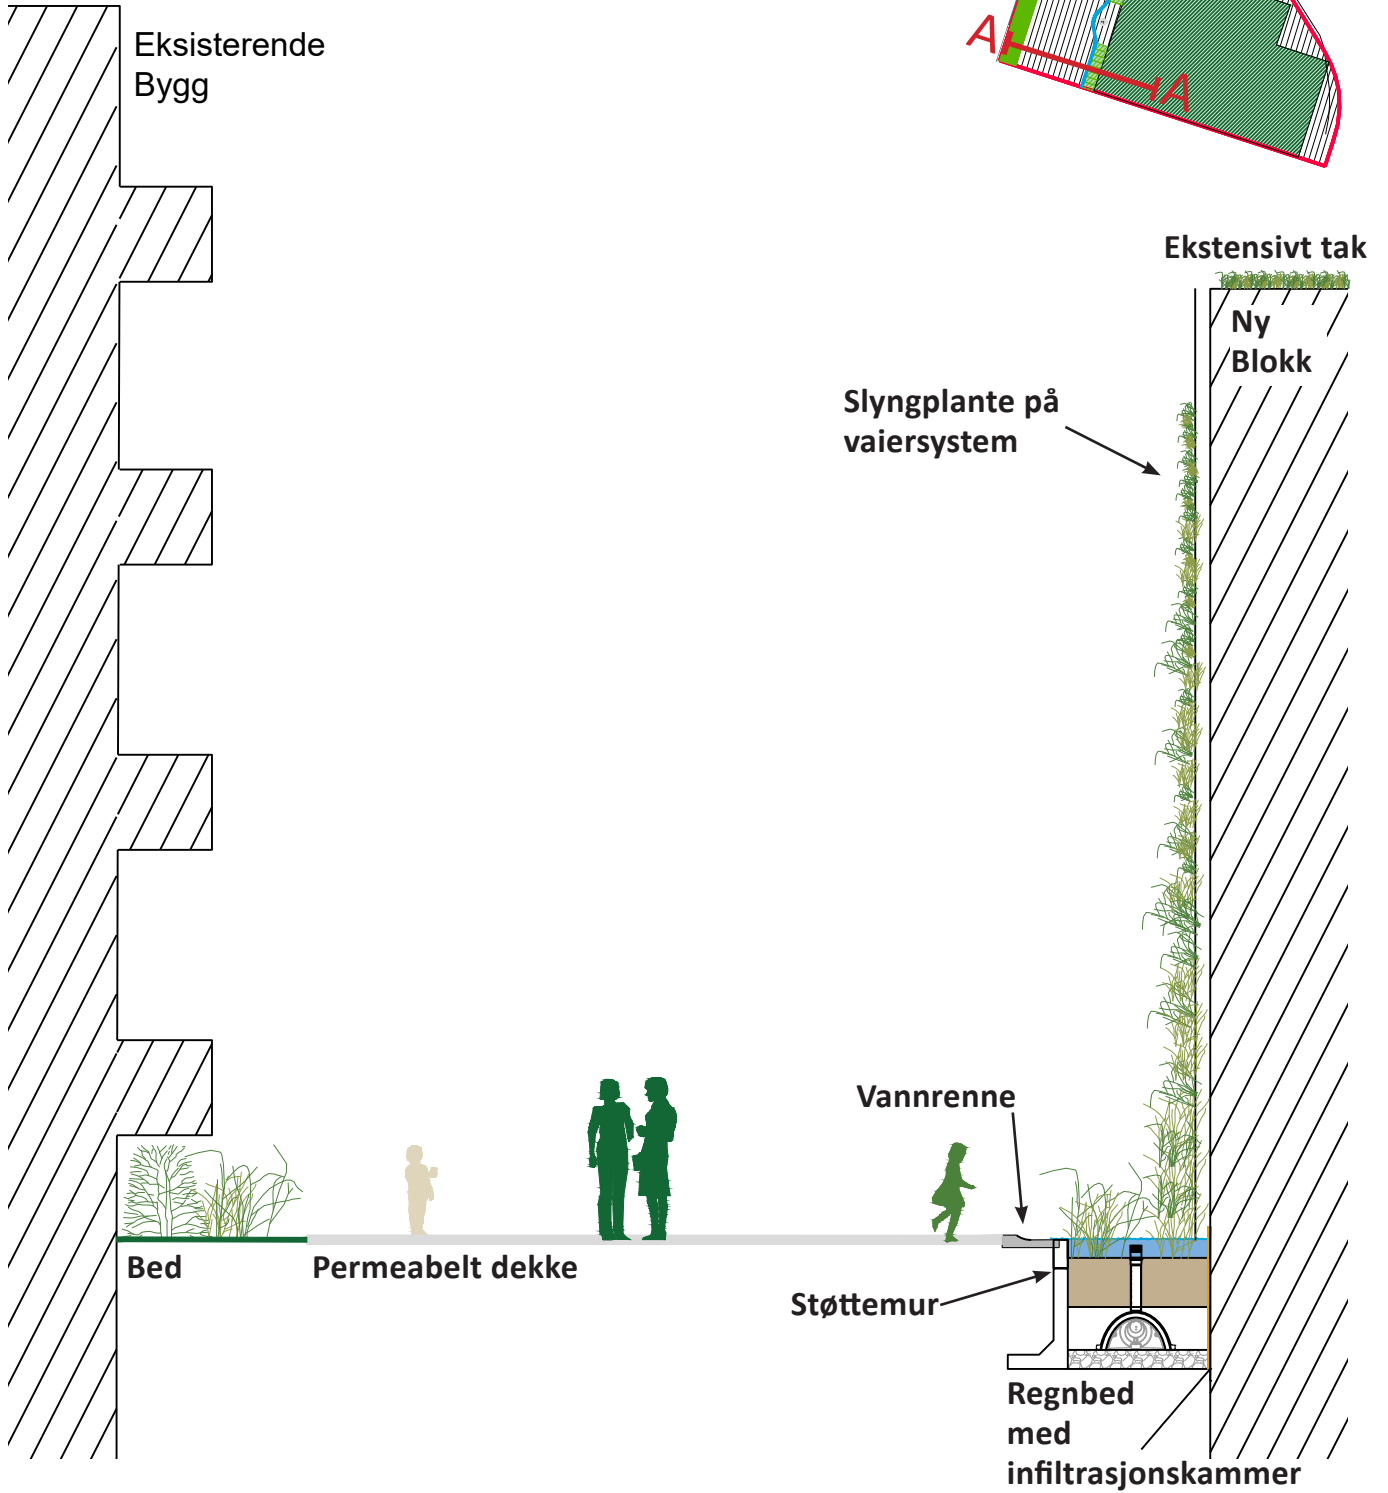 Eksisterende
Bygg
A
A
Ekstensivt tak
Ny
Blokk
Slyngplante på
vaiersystem
Vannrenne
Bed
Permeabelt dekke
Støttemur
Regnbed
med
infiltrasjonskammer